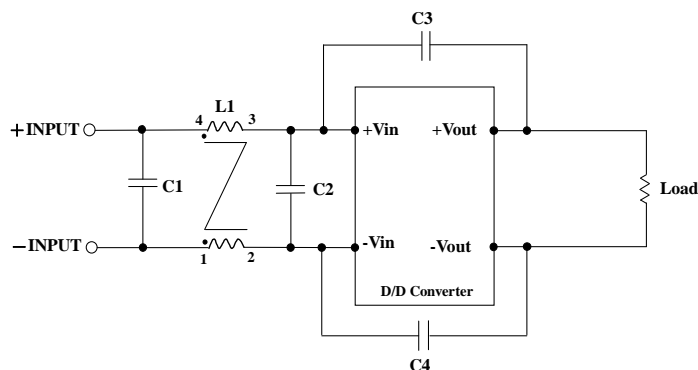 C3
L1
4 3
+INPUT
+Vin +Vout
C1
C2
Load
−INPUT
-Vin -Vout
1 2
D/D Converter
C4